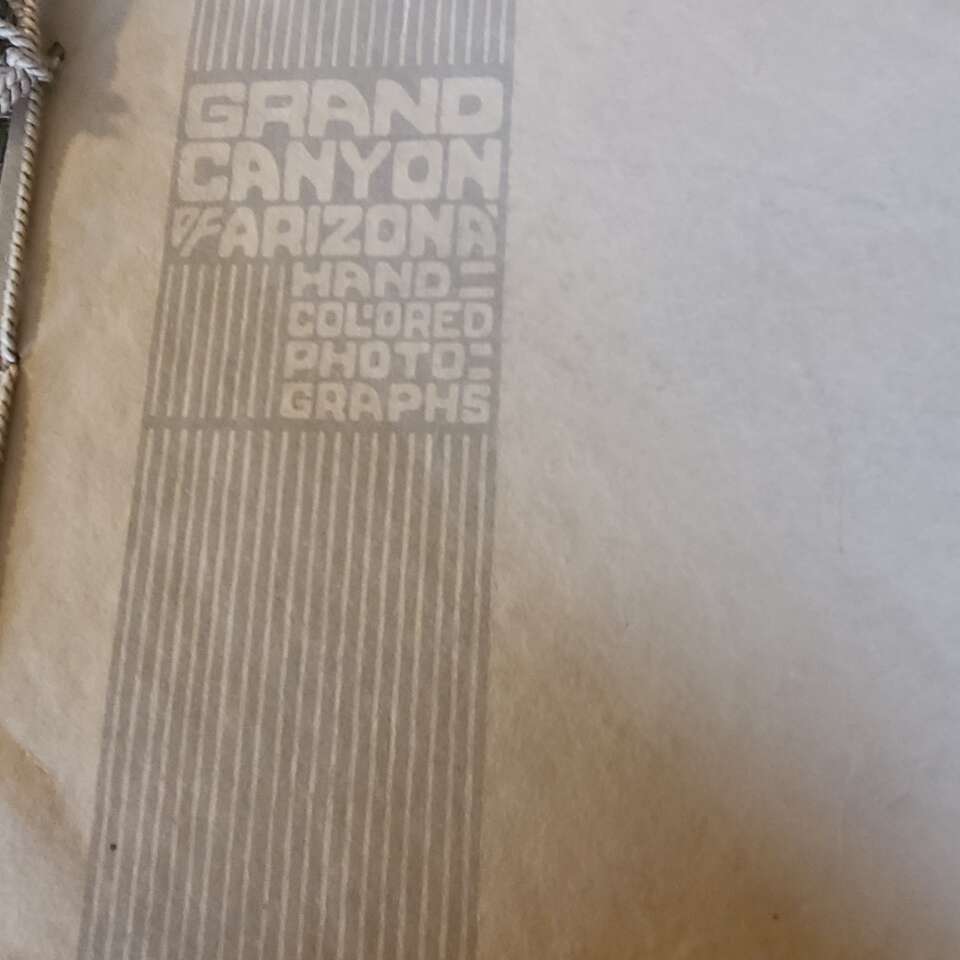 GRAND
CANYON
OF ARIZONA
HAND-
COLORED
PHOTO-
GRAPHS